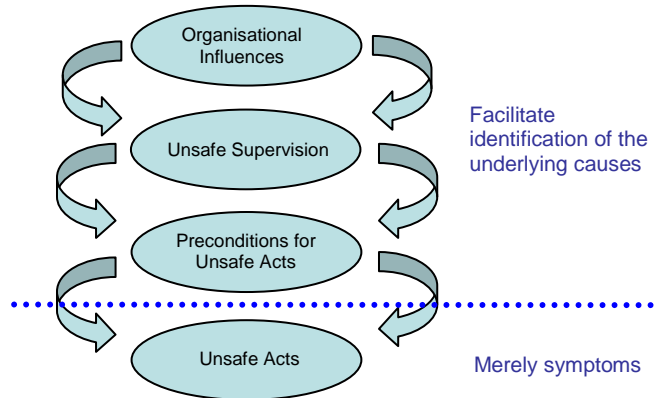 Organisational
Influences
Facilitate
identification of the
underlying causes
Unsafe Supervision
Preconditions for
Unsafe Acts
Unsafe Acts
Merely symptoms